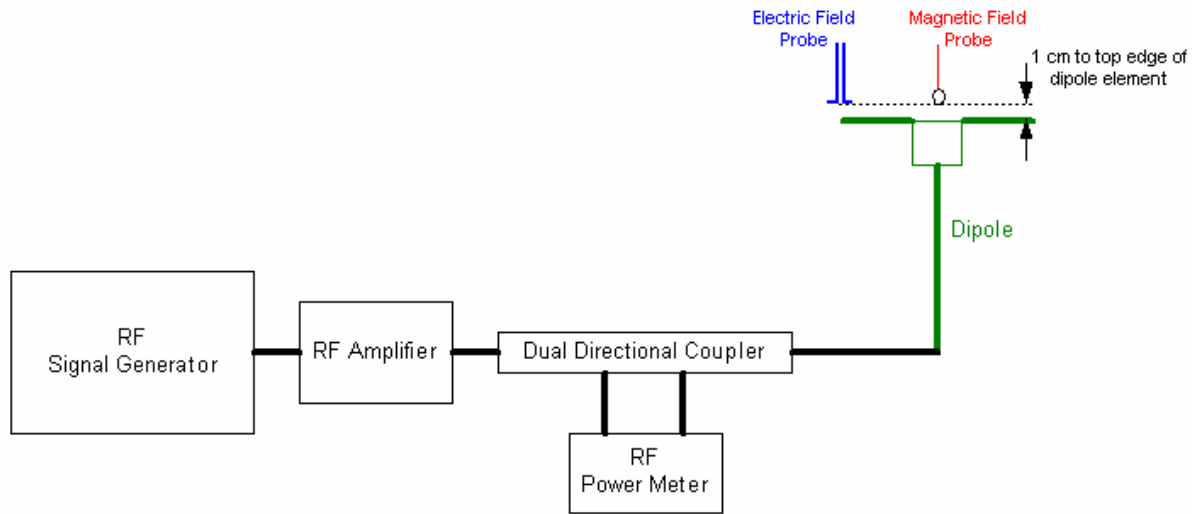 Electric Field
Probe
Magnetic Field
Probe
1 cm to top edge of
dipole element
Dipole
RF
Signal Generator
RF Amplifier
Dual Directional Coupler
RF
Power Meter